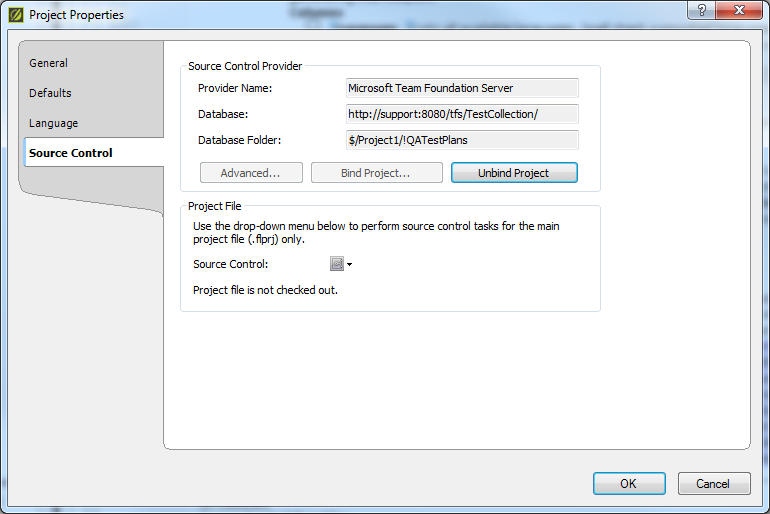 Project Properties
General
Defaults
Language
Source Control
Source Control Provider
Provider Name: Microsoft Team Foundation Server
Database: http://support:8080/tfs/TestCollection/
Database Folder: $/Project1/!QATestPlans
Advanced... Bind Project... Unbind Project
Project File
Use the drop-down menu below to perform source control tasks for the main
project file (.flprj) only.
Source Control:
Project file is not checked out.
OK Cancel